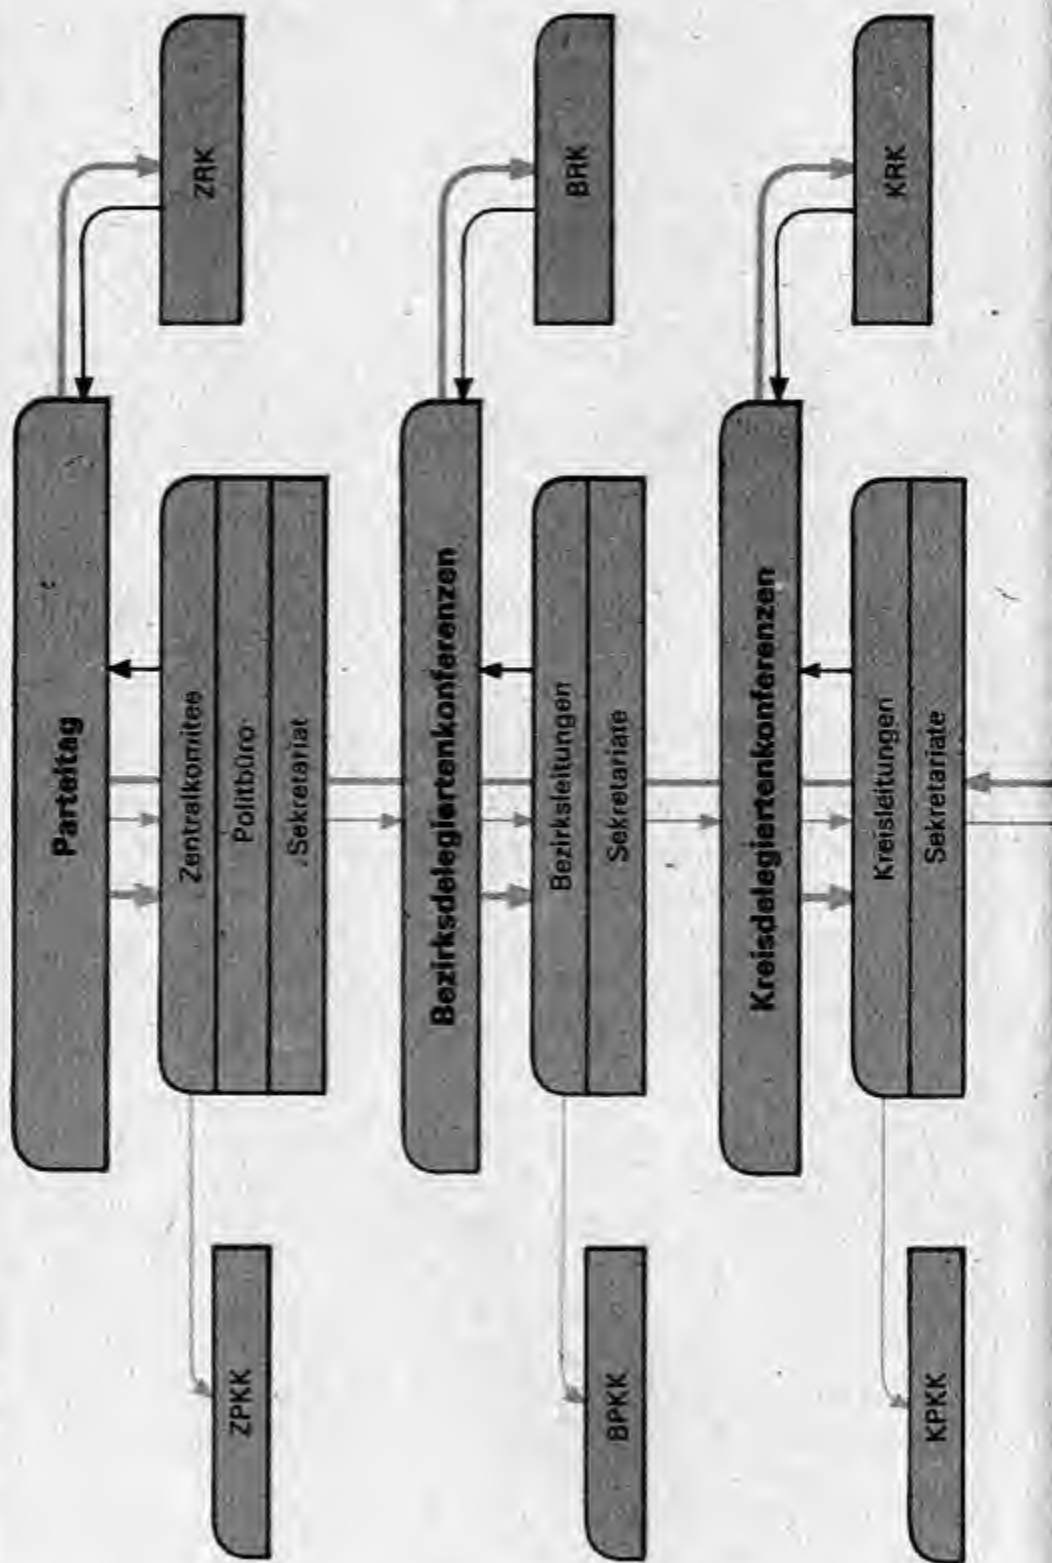 Parteitag
ZPKK
Zentralkomitee
Politbüro
Sekretariat
ZRK
Bezirksdelegiertenkonferenzen
BPKK
Bezirksleitungen
Sekretariate
BRK
Kreisdelegiertenkonferenzen
KPKK
Kreisleitungen
Sekretariate
KRK